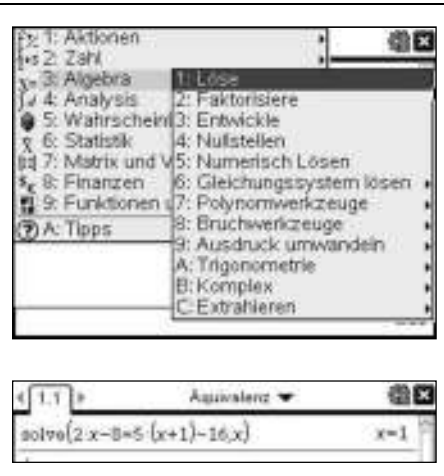 1: Aktionen
2: Zahl
3: Algebra
4: Analysis
5: Wahrscheinl
6: Statistik
7: Matrix und V
8: Finanzen
9: Funktionen u
A: Tipps
1: Löse
2: Faktorisiere
3: Entwickle
4: Nullstellen
5: Numerisch Lösen
6: Gleichungssystem lösen
7: Polynomwerkzeuge
8: Bruchwerkzeuge
9: Ausdruck umwandeln
A: Trigonometrie
B: Komplex
C: Extrahieren
1.1 Äquivalenz
solve(2·x−8=5·(x+1)−16,x) x=1